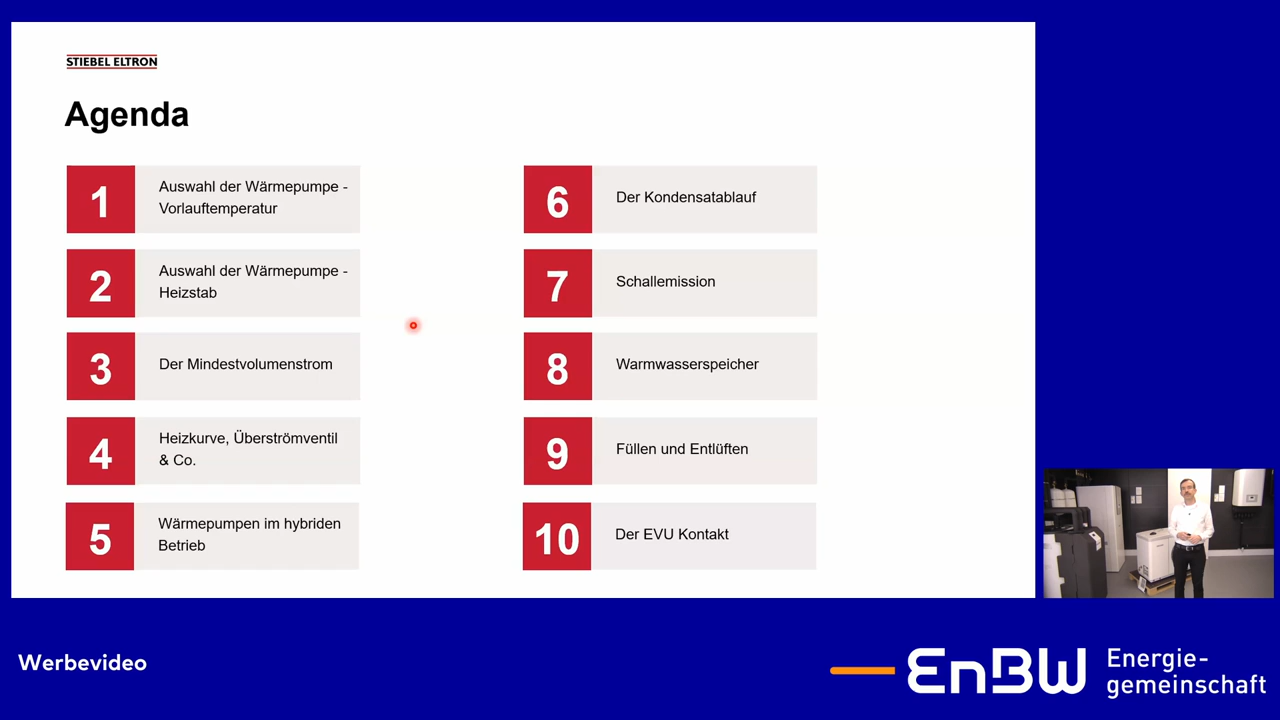 STIEBEL ELTRON
Agenda
1
Auswahl der Wärmepumpe -
Vorlauftemperatur
2
Auswahl der Wärmepumpe -
Heizstab
3
Der Mindestvolumenstrom
4
Heizkurve, Überströmventil
& Co.
5
Wärmepumpen im hybriden
Betrieb
6
Der Kondensatablauf
7
Schallemission
8
Warmwasserspeicher
9
Füllen und Entlüften
10
Der EVU Kontakt
Werbevideo
EnBW
Energie-
gemeinschaft